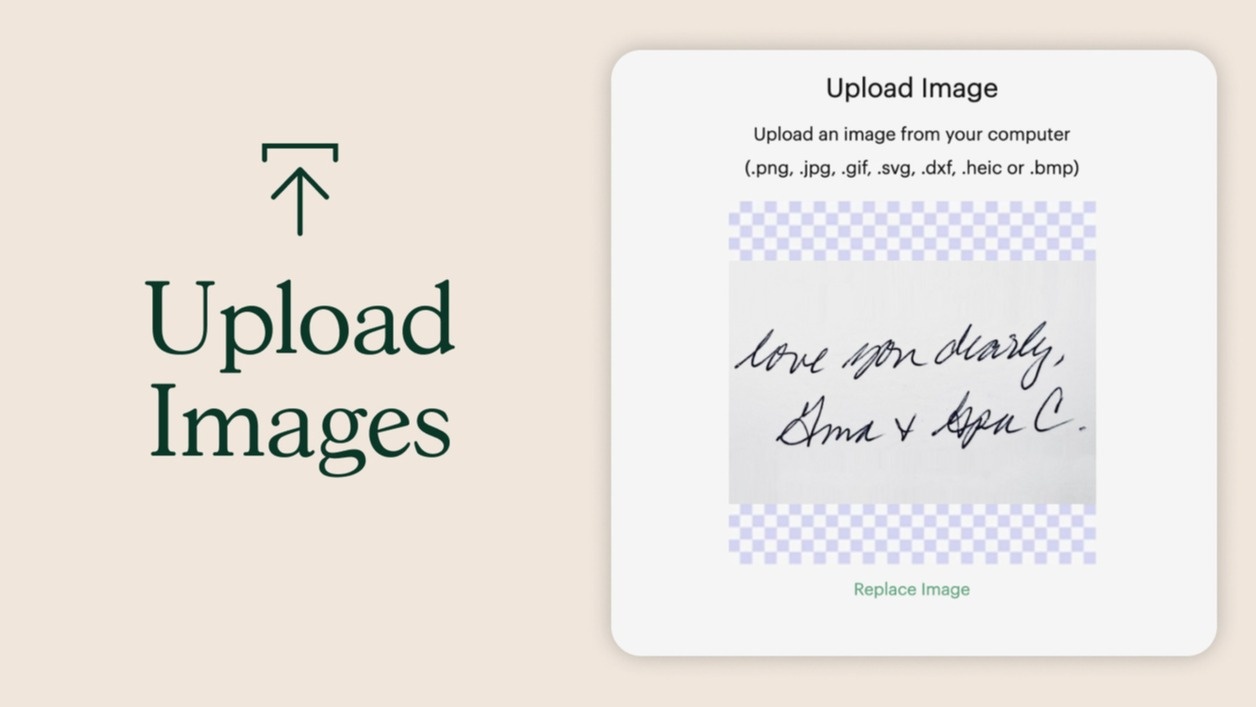 Upload
Images
Upload Image
Upload an image from your computer
(.png, .jpg, .gif, .svg, .dxf, .heic or .bmp)
love you dearly,
Gma + Gpa C.
Replace Image